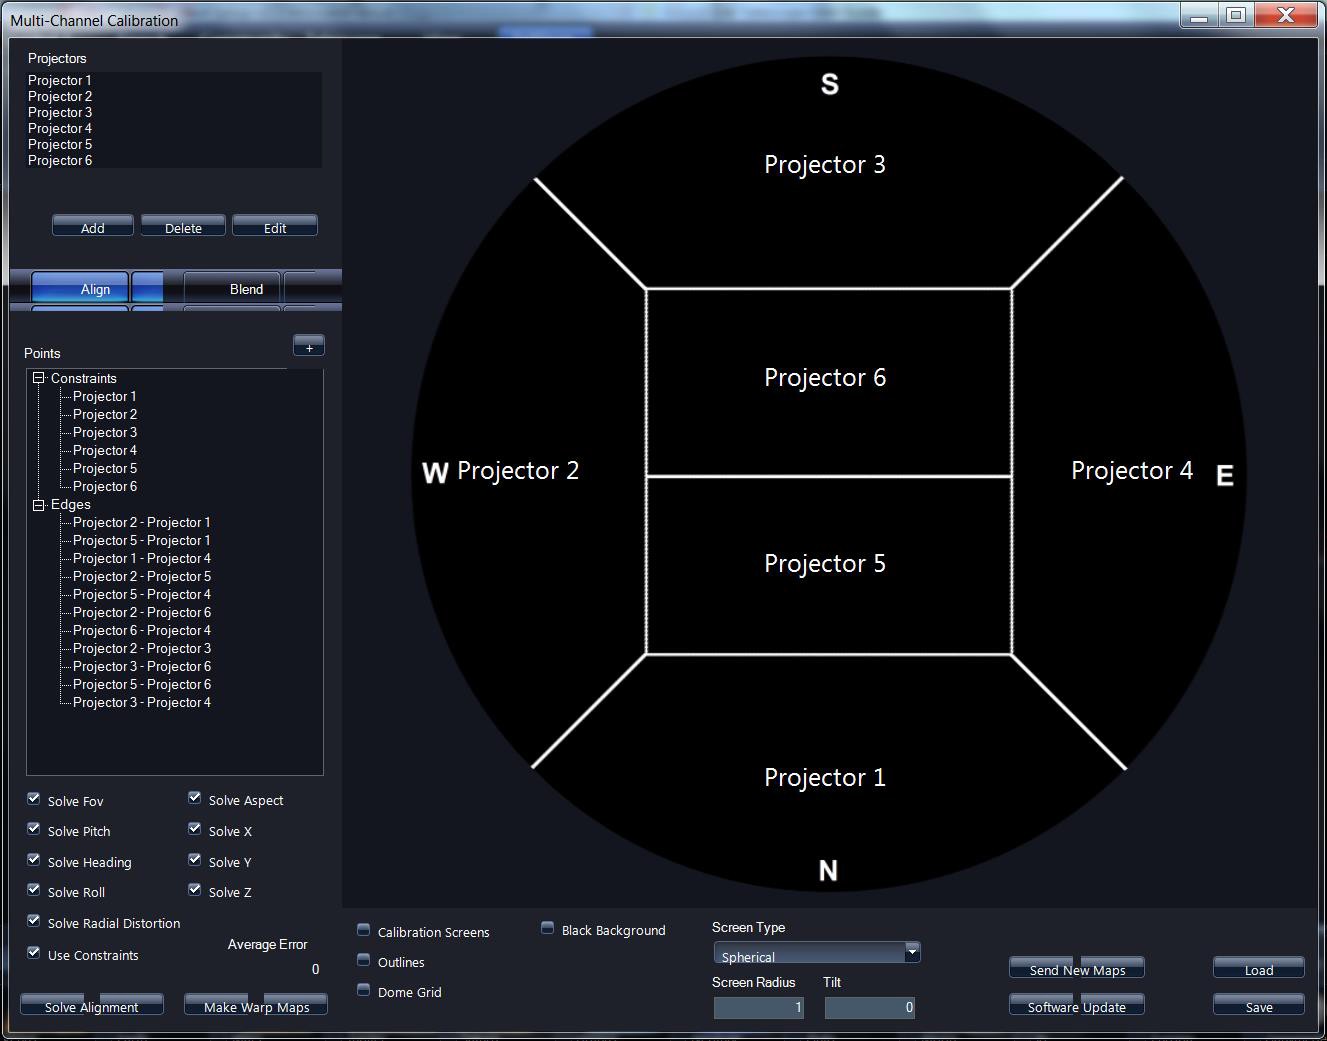 Multi-Channel Calibration
Projectors
Projector 1
Projector 2
Projector 3
Projector 4
Projector 5
Projector 6
Add Delete Edit
Align Blend
Points +
Constraints
Projector 1
Projector 2
Projector 3
Projector 4
Projector 5
Projector 6
Edges
Projector 2 - Projector 1
Projector 5 - Projector 1
Projector 1 - Projector 4
Projector 2 - Projector 5
Projector 5 - Projector 4
Projector 2 - Projector 6
Projector 6 - Projector 4
Projector 2 - Projector 3
Projector 3 - Projector 6
Projector 5 - Projector 6
Projector 3 - Projector 4
Solve Fov Solve Aspect
Solve Pitch Solve X
Solve Heading Solve Y
Solve Roll Solve Z
Solve Radial Distortion
Use Constraints
Average Error
0
Solve Alignment Make Warp Maps
S
Projector 3
Projector 6
W Projector 2 Projector 4 E
Projector 5
Projector 1
N
Calibration Screens Black Background
Outlines
Dome Grid
Screen Type
Spherical
Screen Radius Tilt
1 0
Send New Maps Load
Software Update Save